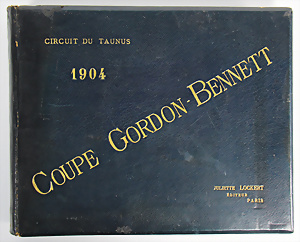 CIRCUIT DU TAUNUS
1904
COUPE GORDON-BENNETT
JULIETTE LOCKERT
ÉDITEUR
PARIS